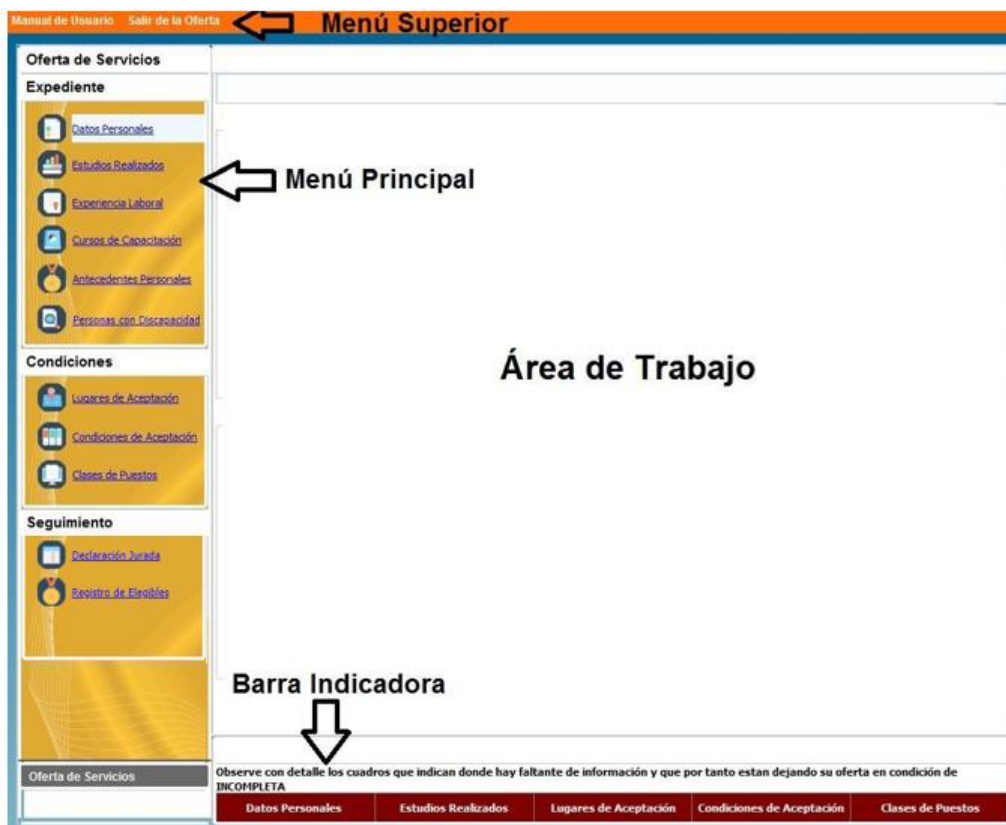 Manual de Usuario Salir de la Oferta Menú Superior
Oferta de Servicios
Expediente
Datos Personales
Estudios Realizados
Experiencia Laboral
Cursos de Capacitación
Antecedentes Personales
Personas con Discapacidad
Menú Principal
Condiciones
Lugares de Aceptación
Condiciones de Aceptación
Clases de Puestos
Área de Trabajo
Seguimiento
Declaración Jurada
Registro de Elegibles
Barra Indicadora
Oferta de Servicios
Observe con detalle los cuadros que indican donde hay faltante de información y que por tanto estan dejando su oferta en condición de
INCOMPLETA
Datos Personales Estudios Realizados Lugares de Aceptación Condiciones de Aceptación Clases de Puestos